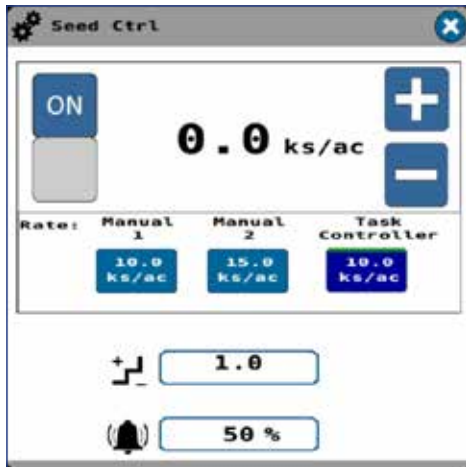 Seed Ctrl
ON
0.0 ks/ac
Rate:
Manual 1
Manual 2
Task Controller
10.0 ks/ac
15.0 ks/ac
10.0 ks/ac
1.0
50 %